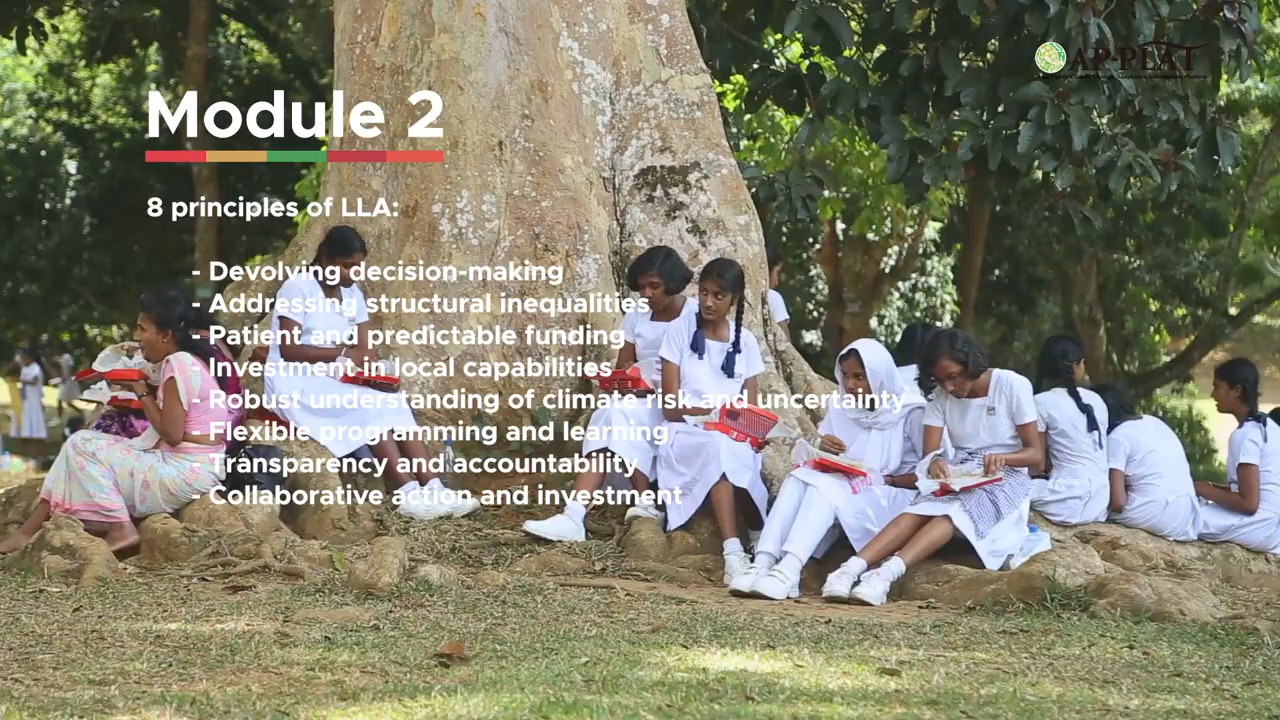 AP-PLAT
Module 2
8 principles of LLA:
- Devolving decision-making
- Addressing structural inequalities
- Patient and predictable funding
- Investment in local capabilities
- Robust understanding of climate risk and uncertainty
- Flexible programming and learning
- Transparency and accountability
- Collaborative action and investment